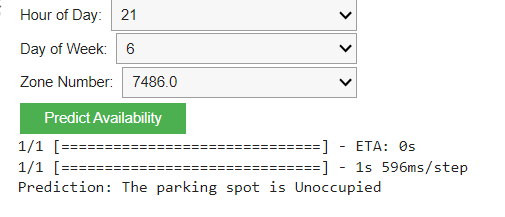 Hour of Day: 21
Day of Week: 6
Zone Number: 7486.0
Predict Availability
1/1 [==============================] - ETA: 0s
1/1 [==============================] - 1s 596ms/step
Prediction: The parking spot is Unoccupied